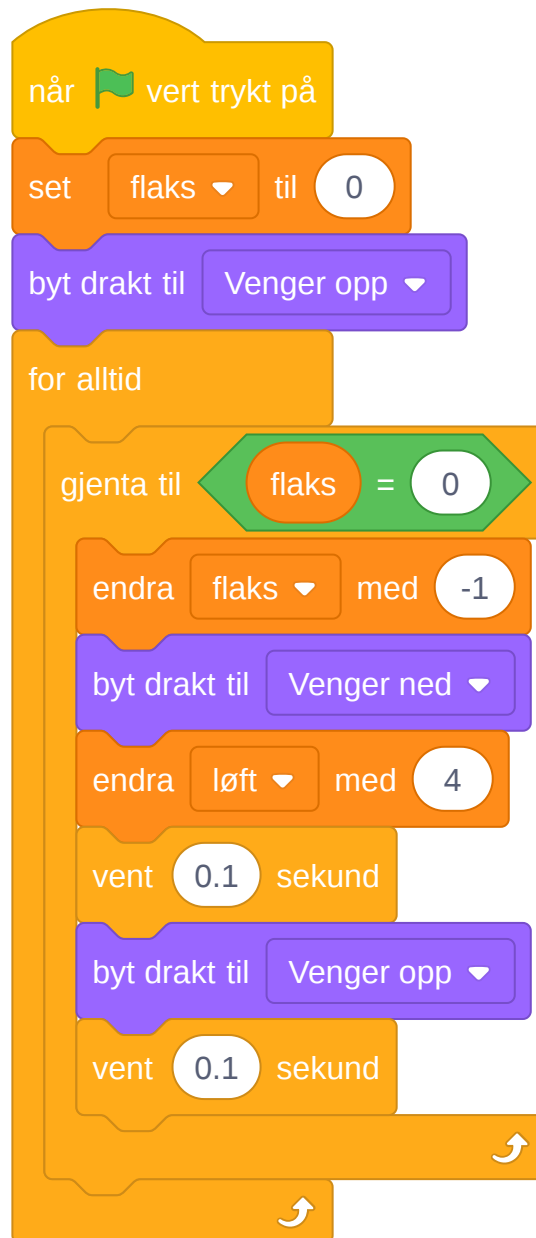 når vert trykt på
set flaks til 0
byt drakt til Venger opp
for alltid
gjenta til flaks = 0
endra flaks med -1
byt drakt til Venger ned
endra løft med 4
vent 0.1 sekund
byt drakt til Venger opp
vent 0.1 sekund